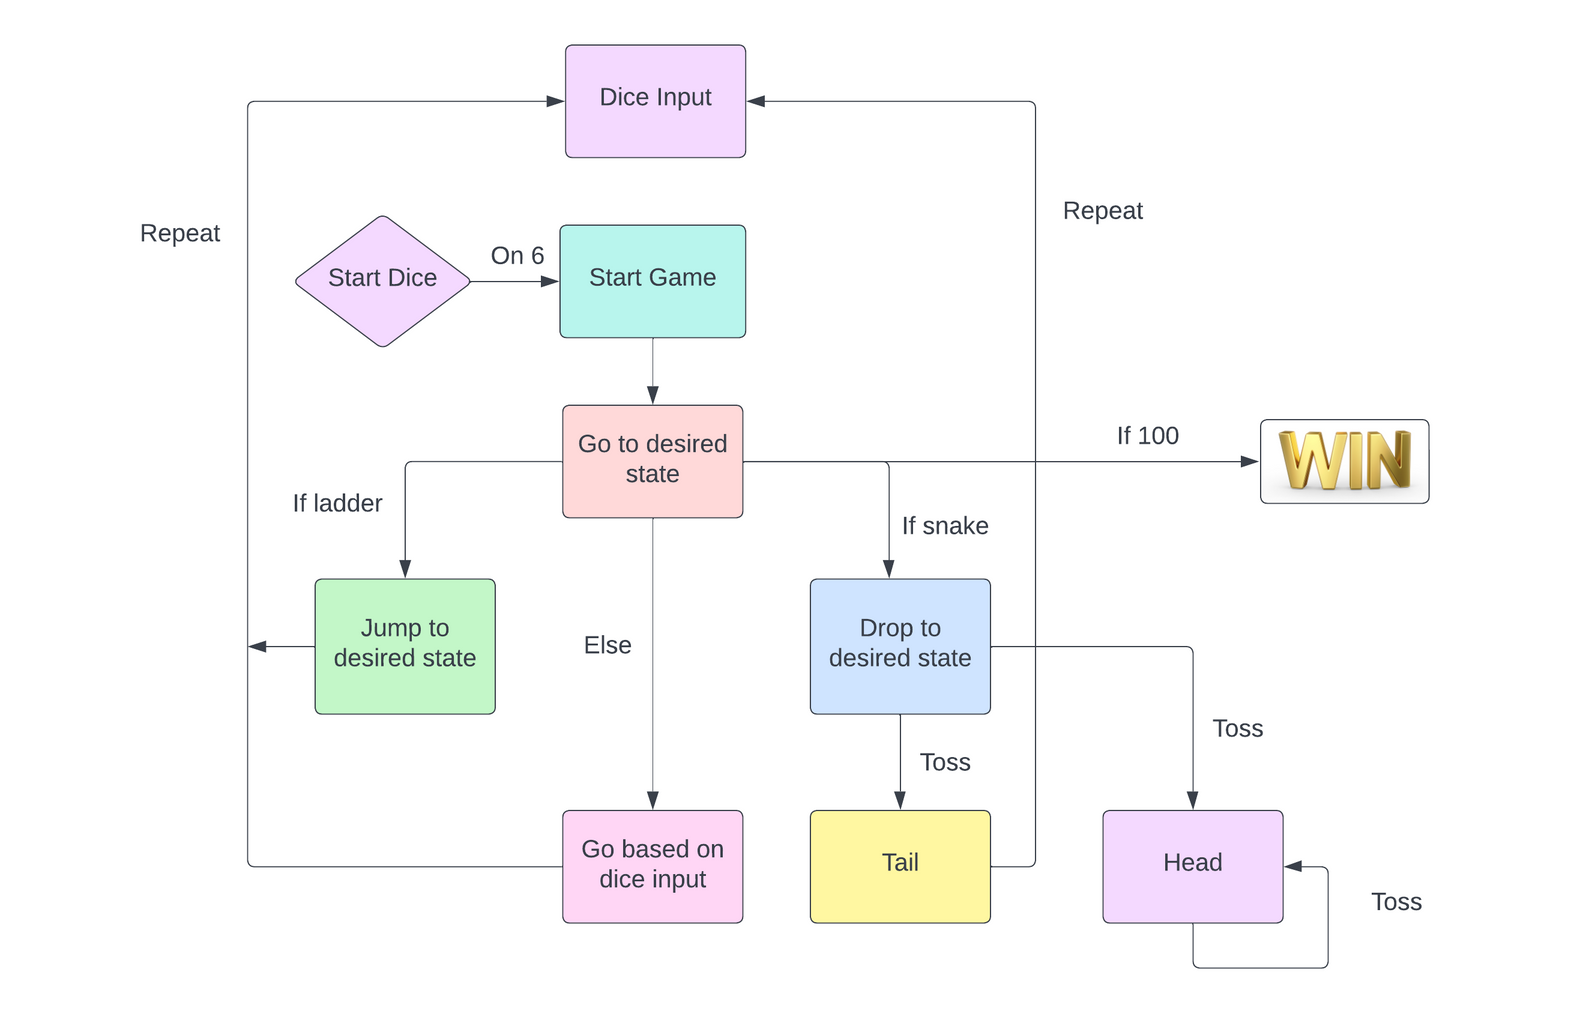 Dice Input
Repeat
Repeat
Start Dice
On 6
Start Game
Go to desired
state
If 100
WIN
If ladder
If snake
Jump to
desired state
Else
Drop to
desired state
Toss
Toss
Go based on
dice input
Tail
Head
Toss